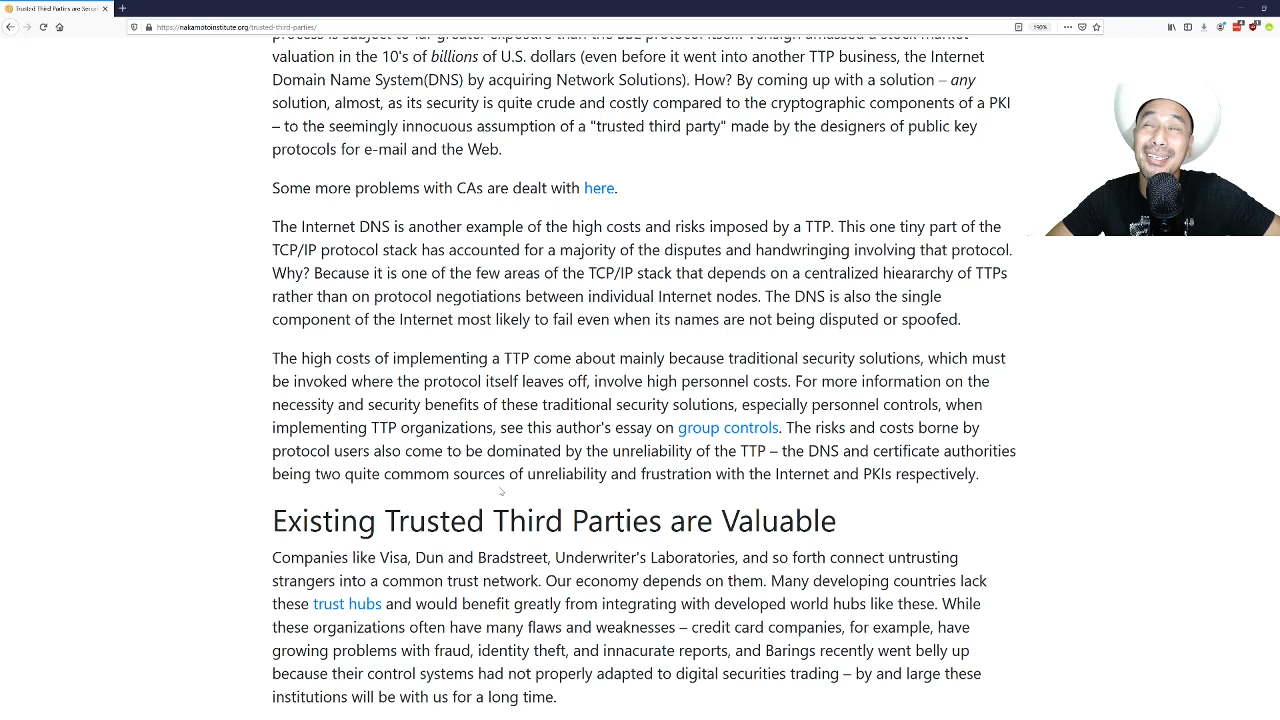 Trusted Third Parties are Securi
https://nakamotoinstitute.org/trusted-third-parties/
190%
valuation in the 10's of billions of U.S. dollars (even before it went into another TTP business, the Internet
Domain Name System(DNS) by acquiring Network Solutions). How? By coming up with a solution – any
solution, almost, as its security is quite crude and costly compared to the cryptographic components of a PKI
– to the seemingly innocuous assumption of a "trusted third party" made by the designers of public key
protocols for e-mail and the Web.
Some more problems with CAs are dealt with here.
The Internet DNS is another example of the high costs and risks imposed by a TTP. This one tiny part of the
TCP/IP protocol stack has accounted for a majority of the disputes and handwringing involving that protocol.
Why? Because it is one of the few areas of the TCP/IP stack that depends on a centralized hieararchy of TTPs
rather than on protocol negotiations between individual Internet nodes. The DNS is also the single
component of the Internet most likely to fail even when its names are not being disputed or spoofed.
The high costs of implementing a TTP come about mainly because traditional security solutions, which must
be invoked where the protocol itself leaves off, involve high personnel costs. For more information on the
necessity and security benefits of these traditional security solutions, especially personnel controls, when
implementing TTP organizations, see this author's essay on group controls. The risks and costs borne by
protocol users also come to be dominated by the unreliability of the TTP – the DNS and certificate authorities
being two quite commom sources of unreliability and frustration with the Internet and PKIs respectively.
Existing Trusted Third Parties are Valuable
Companies like Visa, Dun and Bradstreet, Underwriter's Laboratories, and so forth connect untrusting
strangers into a common trust network. Our economy depends on them. Many developing countries lack
these trust hubs and would benefit greatly from integrating with developed world hubs like these. While
these organizations often have many flaws and weaknesses – credit card companies, for example, have
growing problems with fraud, identity theft, and innacurate reports, and Barings recently went belly up
because their control systems had not properly adapted to digital securities trading – by and large these
institutions will be with us for a long time.